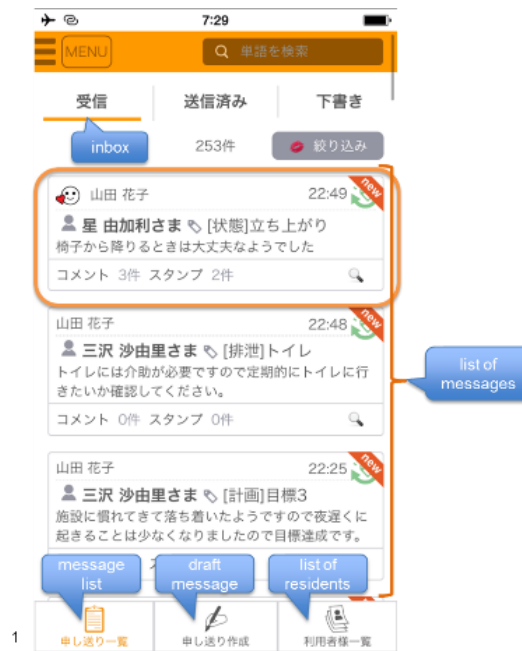 7:29
MENU
単語を検索
受信 送信済み 下書き
inbox
253件
絞り込み
山田 花子 22:49 new
星 由加利さま [状態]立ち上がり
椅子から降りるときは大丈夫なようでした
コメント 3件 スタンプ 2件
山田 花子 22:48 new
三沢 沙由里さま [排泄]トイレ
トイレには介助が必要ですので定期的にトイレに行
きたいか確認してください。
コメント 0件 スタンプ 0件
list of
messages
山田 花子 22:25 new
三沢 沙由里さま [計画]目標3
施設に慣れてきて落ち着いたようですので夜遅くに
起きることは少なくなりましたので目標達成です。
message
list
draft
message
list of
residents
申し送り一覧 申し送り作成 利用者様一覧
1